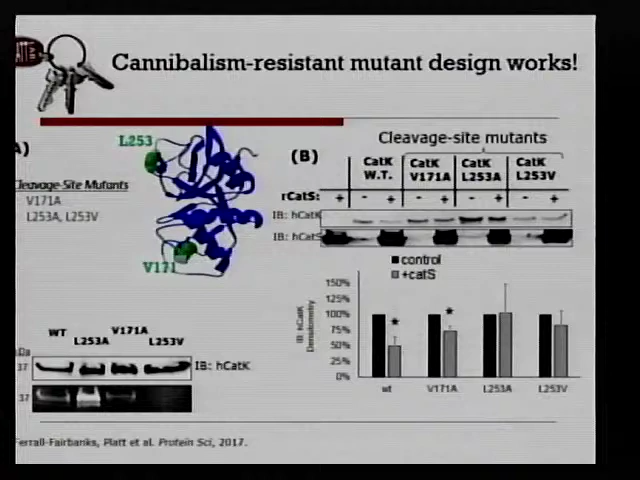 Cannibalism-resistant mutant design works!
A)
L253
Cleavage-Site Mutants
V171A
L253A, L253V
V171
(B)
Cleavage-site mutants
CatK W.T.
CatK V171A
CatK L253A
CatK L253V
rCatS: + - + - + - + - +
IB: hCatK
IB: hCatS
control
+catS
IB: hCatK
Densitometry
150%
125%
100%
75%
50%
25%
0%
*
*
wt V171A L253A L253V
WT L253A V171A L253V
kDa
37
IB: hCatK
37
Ferrall-Fairbanks, Platt et al. Protein Sci, 2017.